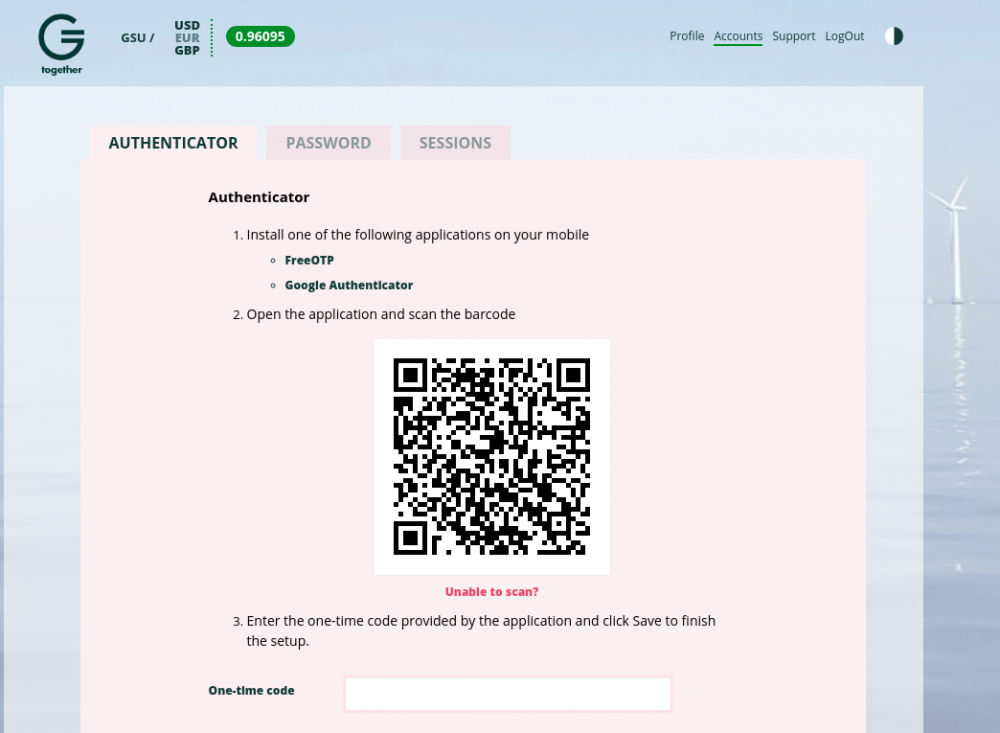 together
GSU /
USD
EUR
GBP
0.96095
Profile Accounts Support LogOut
AUTHENTICATOR PASSWORD SESSIONS
Authenticator
1. Install one of the following applications on your mobile
FreeOTP
Google Authenticator
2. Open the application and scan the barcode
Unable to scan?
3. Enter the one-time code provided by the application and click Save to finish
the setup.
One-time code